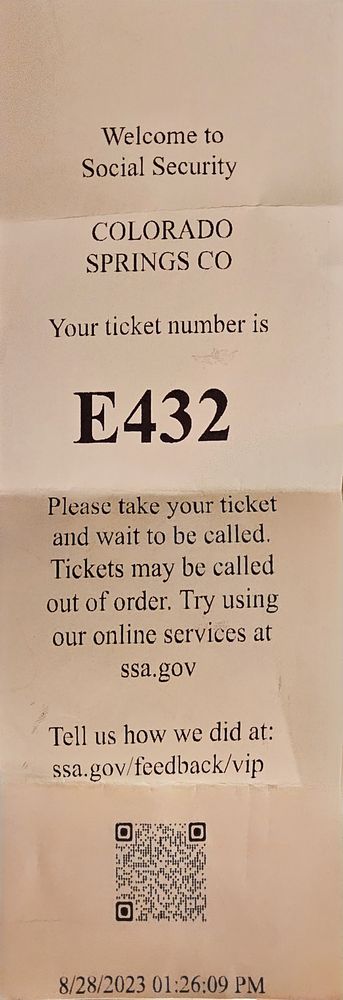 Welcome to
Social Security
COLORADO
SPRINGS CO
Your ticket number is
E432
Please take your ticket
and wait to be called.
Tickets may be called
out of order. Try using
our online services at
ssa.gov
Tell us how we did at:
ssa.gov/feedback/vip
8/28/2023 01:26:09 PM